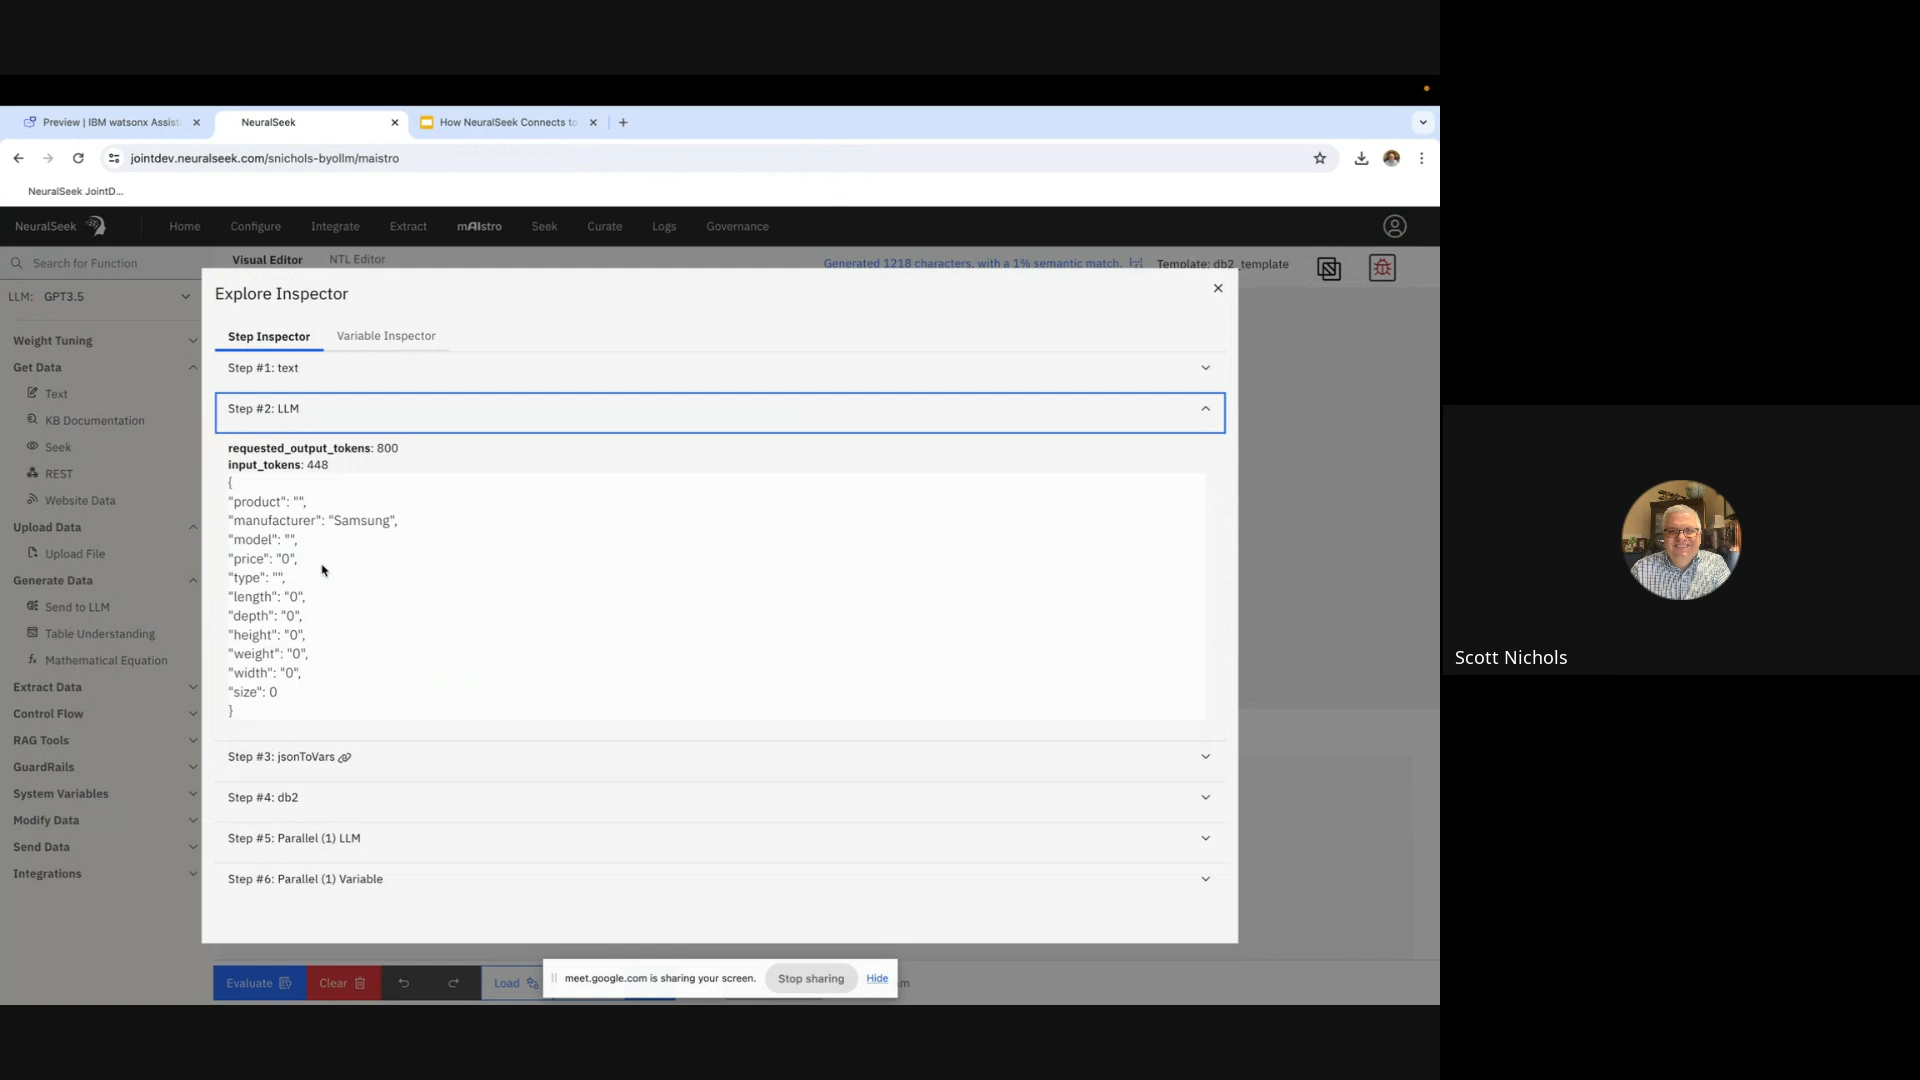 Preview | IBM watsonx Assist
NeuralSeek
How NeuralSeek Connects to
jointdev.neuralseek.com/snichols-byollm/maistro
NeuralSeek JointD...
NeuralSeek
Home
Configure
Integrate
Extract
mAIstro
Seek
Curate
Logs
Governance
Search for Function
Visual Editor
NTL Editor
Generated 1218 characters, with a 1% semantic match.
Template: db2_template
LLM: GPT3.5
Weight Tuning
Get Data
Text
KB Documentation
Seek
REST
Website Data
Upload Data
Upload File
Generate Data
Send to LLM
Table Understanding
Mathematical Equation
Extract Data
Control Flow
RAG Tools
GuardRails
System Variables
Modify Data
Send Data
Integrations
Explore Inspector
Step Inspector
Variable Inspector
Step #1: text
Step #2: LLM
requested_output_tokens: 800
input_tokens: 448
{
"product": "",
"manufacturer": "Samsung",
"model": "",
"price": "0",
"type": "",
"length": "0",
"depth": "0",
"height": "0",
"weight": "0",
"width": "0",
"size": 0
}
Step #3: jsonToVars
Step #4: db2
Step #5: Parallel (1) LLM
Step #6: Parallel (1) Variable
Evaluate
Clear
Load
meet.google.com is sharing your screen.
Stop sharing
Hide
Scott Nichols